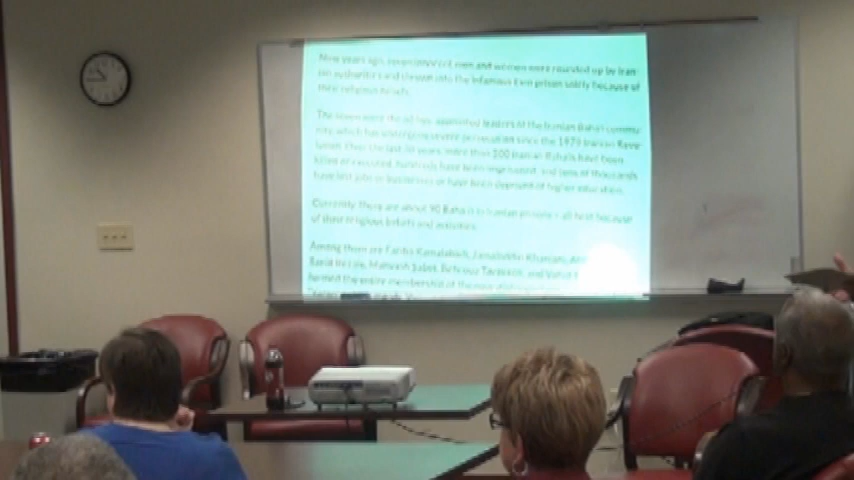 years ago, seven innocent men and women were rounded up by Iran-
ian authorities and thrown into the infamous Evin prison solely because of
their religious beliefs.
The seven were the ad hoc appointed leaders of the Iranian Baha'i commu-
nity, which has undergone severe persecution since the 1979 Iranian Revo-
lution. Over the last 30 years, more than 200 Iranian Baha'is have been
killed or executed, hundreds have been imprisoned, and tens of thousands
have lost jobs or businesses or have been deprived of higher education.
Currently, there are about 90 Baha'is in Iranian prisons - all held because
of their religious beliefs and activities.
Among them are Fariba Kamalabadi, Jamaloddin Khanjani,
Saeid Rezaie, Mahvash Sabet, Behrouz Tavakkoli, and Vahid
formed the entire membership of the now